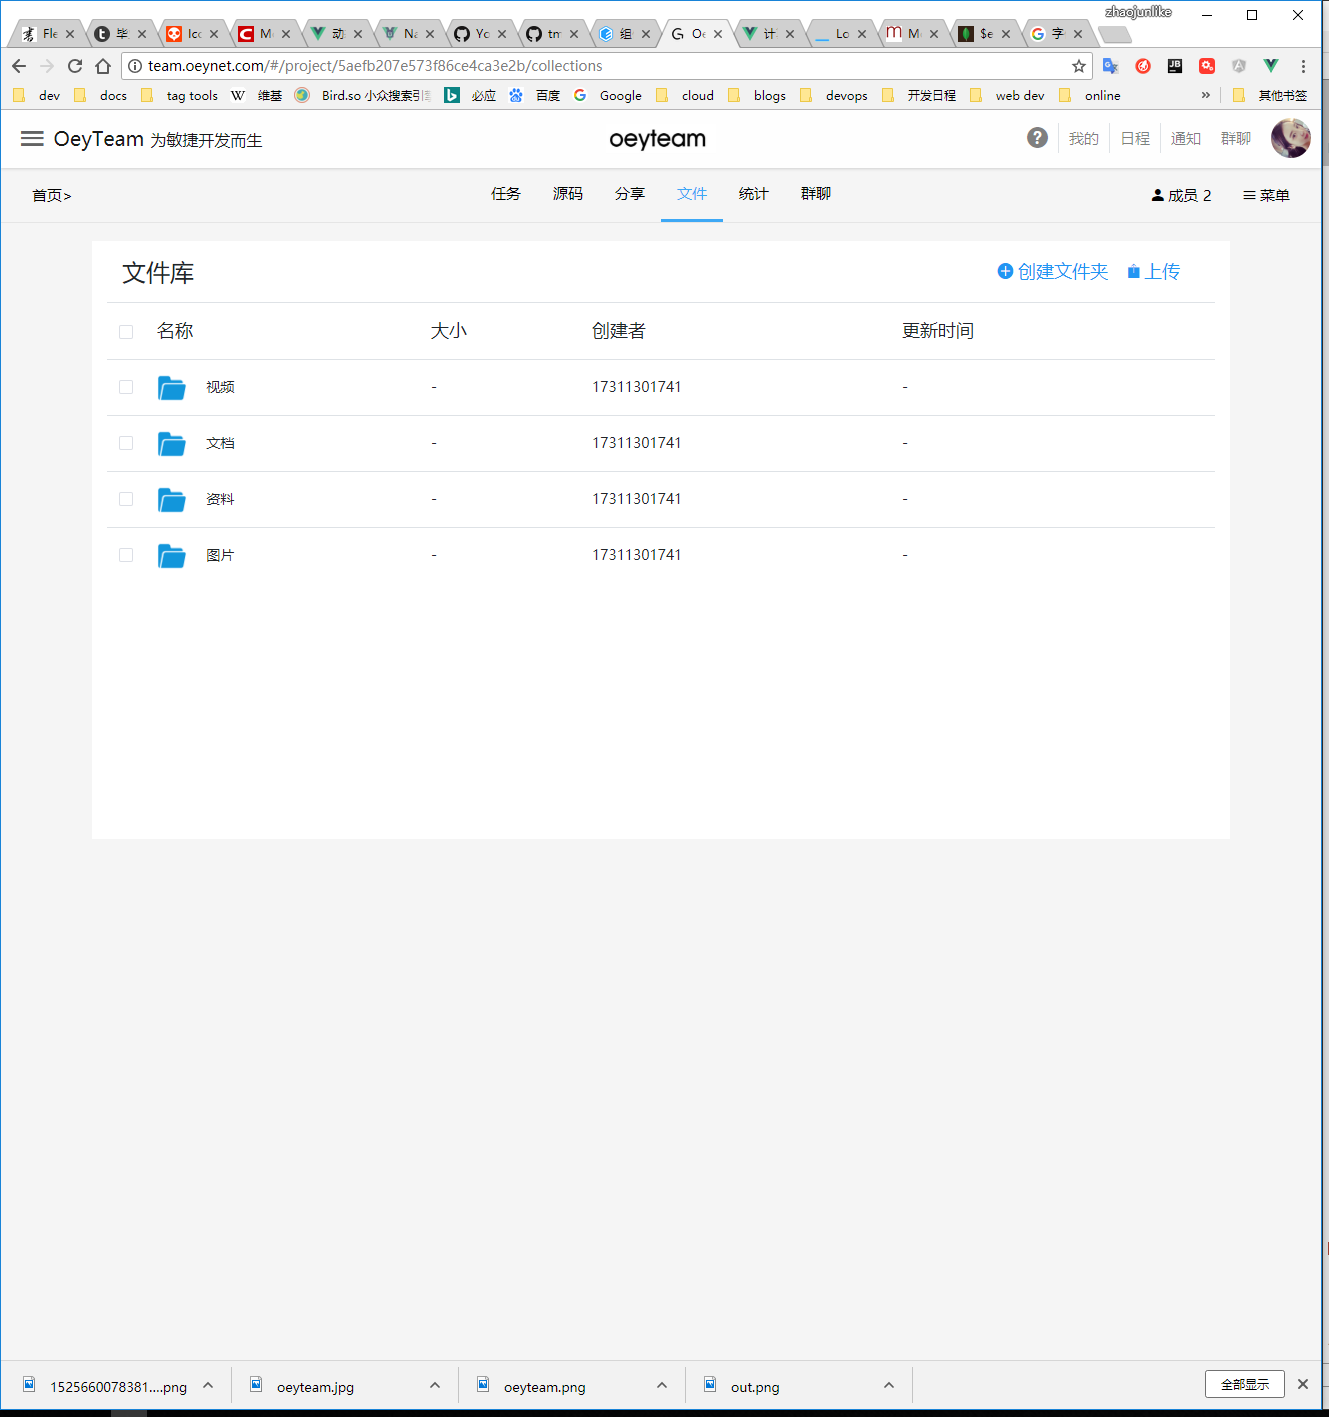 zhaojunlike
Fle
毕
Icc
M
动
Na
Yc
tm
组
Oe
计
Lo
M
$e
字
team.oeynet.com/#/project/5aefb207e573f86ce4ca3e2b/collections
dev docs tag tools 维基 Bird.so 小众搜索引 必应 百度 Google cloud blogs devops 开发日程 web dev online » 其他书签
OeyTeam 为敏捷开发而生 oeyteam 我的 日程 通知 群聊
首页> 任务 源码 分享 文件 统计 群聊 成员 2 菜单
文件库 创建文件夹 上传
名称 大小 创建者 更新时间
视频 - 17311301741 -
文档 - 17311301741 -
资料 - 17311301741 -
图片 - 17311301741 -
1525660078381....png oeyteam.jpg oeyteam.png out.png 全部显示